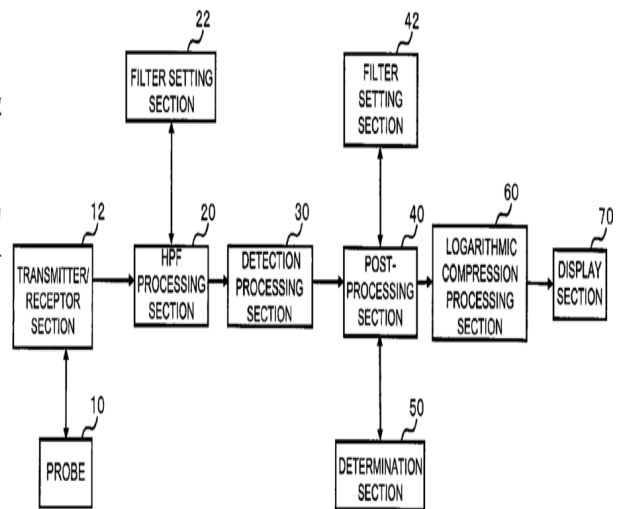 22
FILTER SETTING
SECTION
42
FILTER
SETTING
SECTION
12
TRANSMITTER/
RECEPTOR
SECTION
20
HPF
PROCESSING
SECTION
30
DETECTION
PROCESSING
SECTION
40
POST-
PROCESSING
SECTION
60
LOGARITHMIC
COMPRESSION
PROCESSING
SECTION
70
DISPLAY
SECTION
10
PROBE
50
DETERMINATION
SECTION